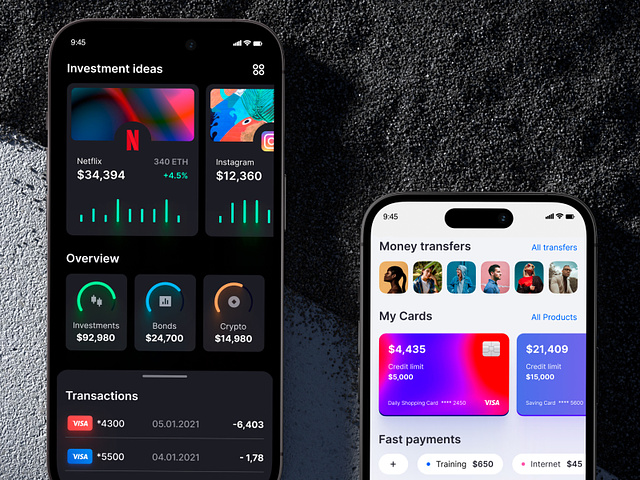 9:45
Investment ideas
N
Netflix
340 ETH
$34,394
+4.5%
Instagram
$12,360
Overview
Investments
$92,980
Bonds
$24,700
Crypto
$14,980
Transactions
VISA *4300 05.01.2021 -6,403
VISA *5500 04.01.2021 - 1,78
9:45
Money transfers All transfers
My Cards All Products
$4,435
Credit limit
$5,000
Daily Shopping Card **** 2450 VISA
$21,409
Credit limit
$15,000
Saving Card **** 5600
Fast payments
+ Training $650 Internet $45